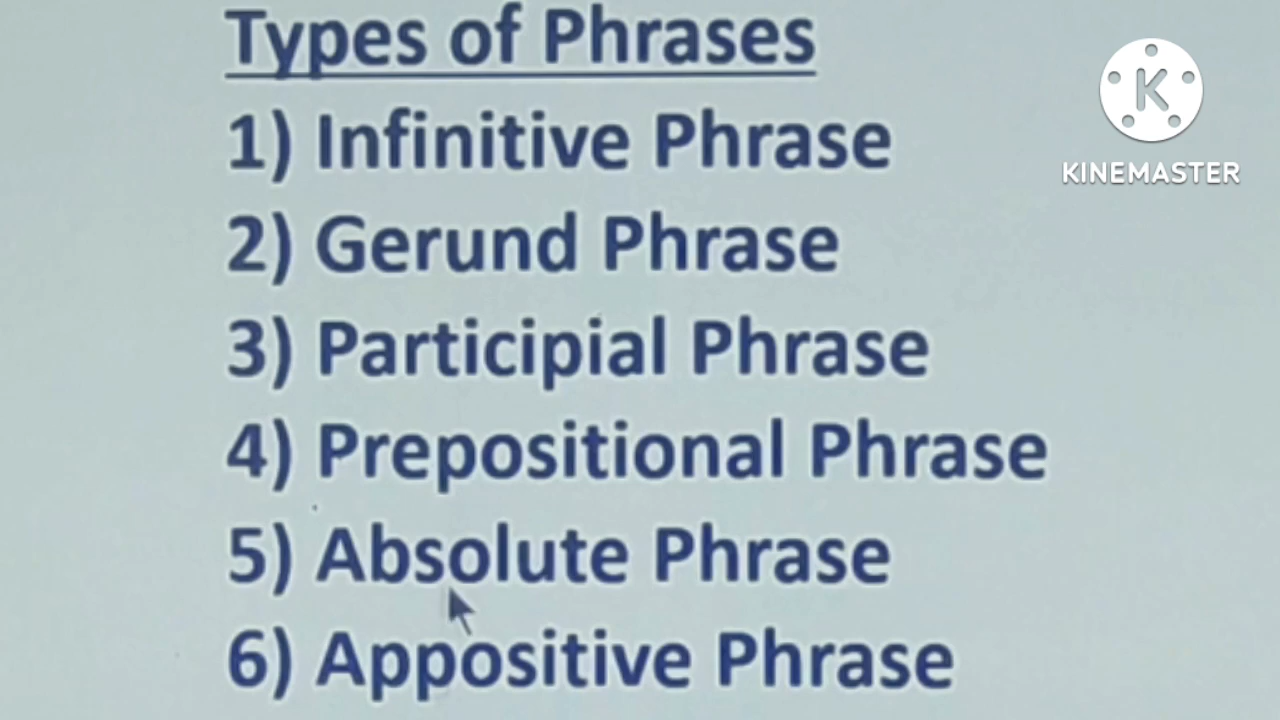 Types of Phrases
1) Infinitive Phrase
2) Gerund Phrase
3) Participial Phrase
4) Prepositional Phrase
5) Absolute Phrase
6) Appositive Phrase
K
KINEMASTER